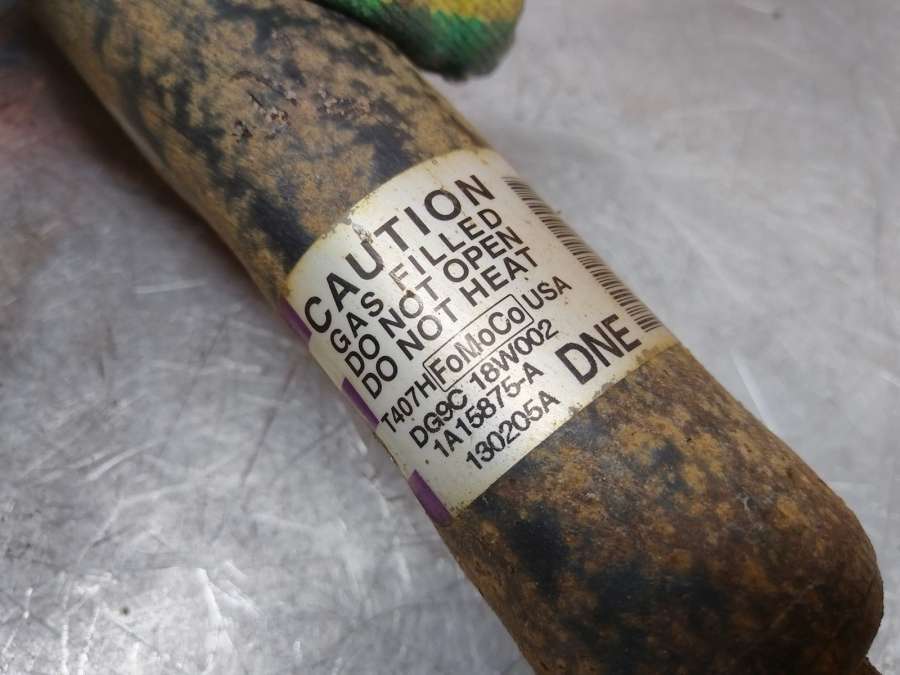 CAUTION
GAS FILLED
DO NOT OPEN
DO NOT HEAT
T407H FoMoCo USA
DG9C 18W002
1A15875-A
130205A
DNE